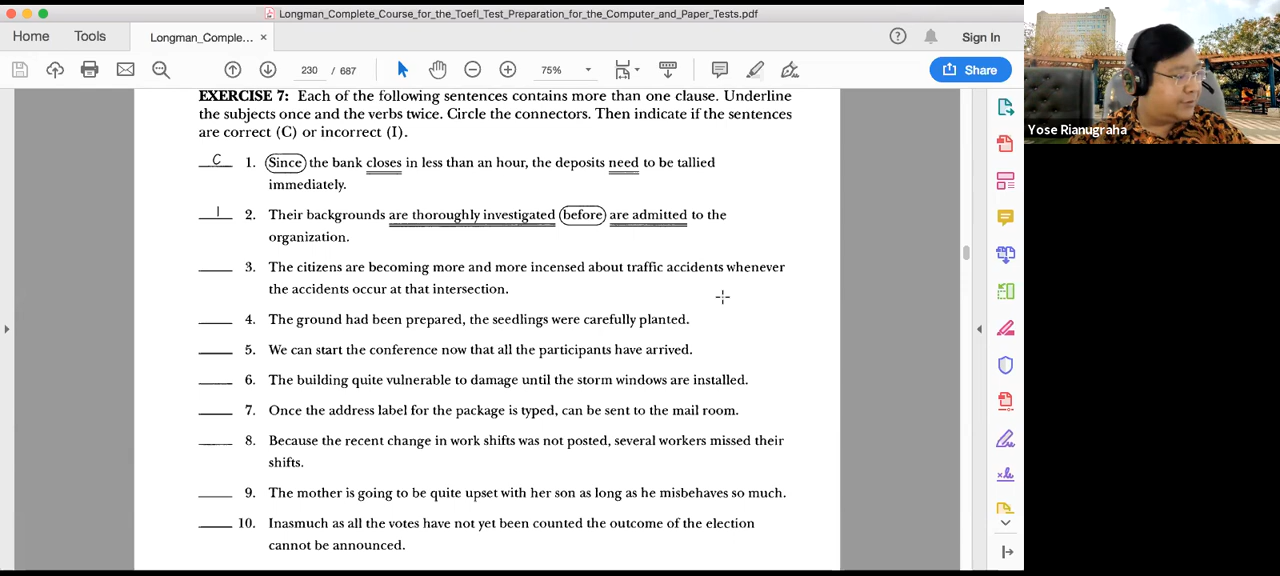 Longman_Complete_Course_for_the_Toefl_Test_Preparation_for_the_Computer_and_Paper_Tests.pdf
Home Tools Longman_Comple... × Sign In
230 / 687 75% Share
Yose Rianugraha
EXERCISE 7: Each of the following sentences contains more than one clause. Underline
the subjects once and the verbs twice. Circle the connectors. Then indicate if the sentences
are correct (C) or incorrect (I).
C 1. Since the bank closes in less than an hour, the deposits need to be tallied
immediately.
I 2. Their backgrounds are thoroughly investigated before are admitted to the
organization.
3. The citizens are becoming more and more incensed about traffic accidents whenever
the accidents occur at that intersection.
4. The ground had been prepared, the seedlings were carefully planted.
5. We can start the conference now that all the participants have arrived.
6. The building quite vulnerable to damage until the storm windows are installed.
7. Once the address label for the package is typed, can be sent to the mail room.
8. Because the recent change in work shifts was not posted, several workers missed their
shifts.
9. The mother is going to be quite upset with her son as long as he misbehaves so much.
10. Inasmuch as all the votes have not yet been counted the outcome of the election
cannot be announced.